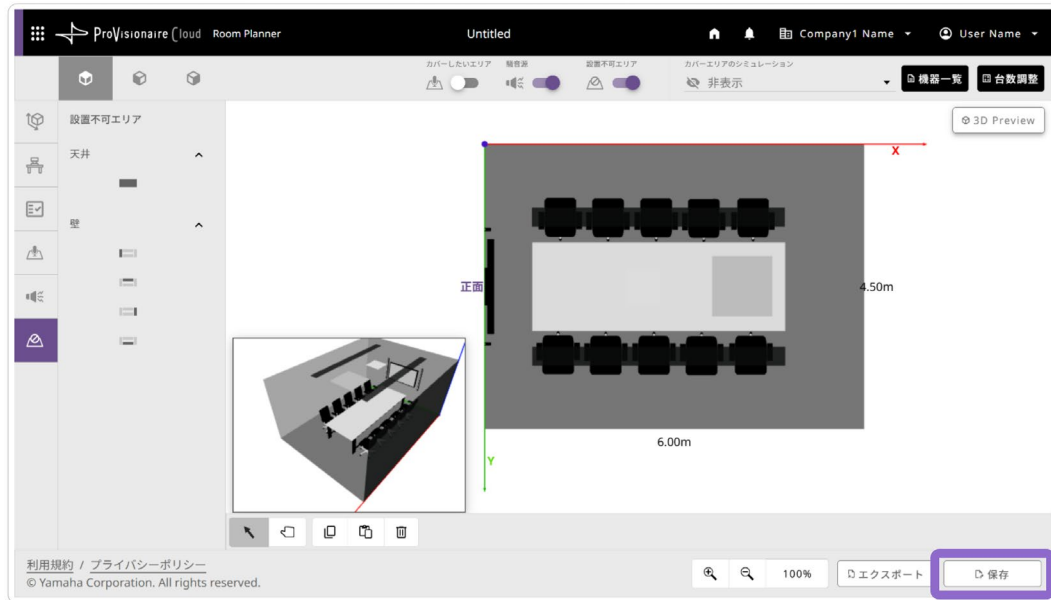 ProVisionaire Cloud Room Planner
Untitled
Company1 Name
User Name
カバーしたいエリア
騒音源
設置不可エリア
カバーエリアのシミュレーション
非表示
機器一覧
台数調整
設置不可エリア
天井
壁
3D Preview
X
正面
4.50m
6.00m
Y
利用規約 / プライバシーポリシー
© Yamaha Corporation. All rights reserved.
100%
エクスポート
保存